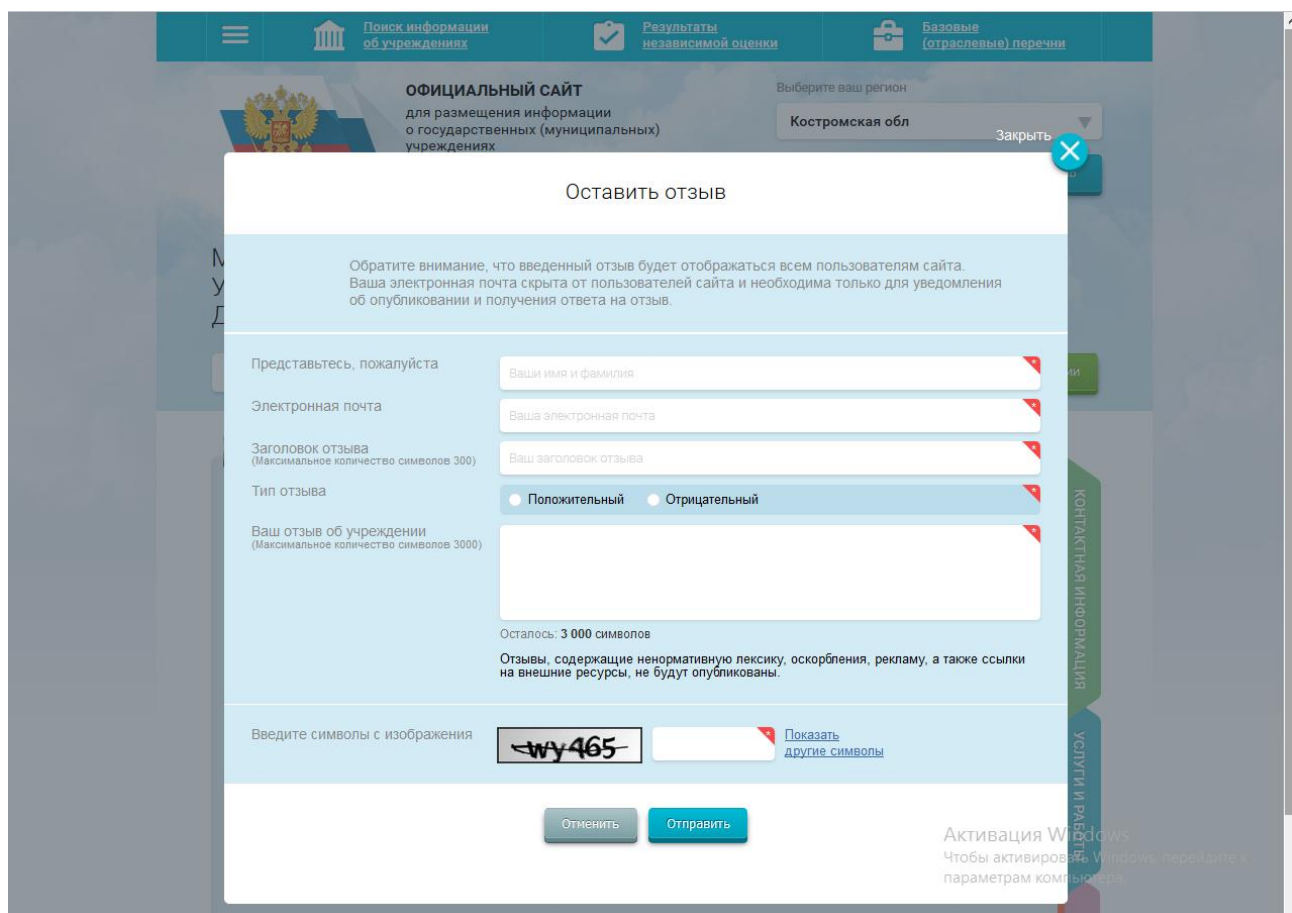 Поиск информации
об учреждениях
Результаты
независимой оценки
Базовые
(отраслевые) перечни
ОФИЦИАЛЬНЫЙ САЙТ
для размещения информации
о государственных (муниципальных)
учреждениях
Выберите ваш регион
Костромская обл
Закрыть
Оставить отзыв
Обратите внимание, что введенный отзыв будет отображаться всем пользователям сайта.
Ваша электронная почта скрыта от пользователей сайта и необходима только для уведомления
об опубликовании и получения ответа на отзыв.
Представьтесь, пожалуйста
Ваши имя и фамилия
Электронная почта
Ваша электронная почта
Заголовок отзыва
(Максимальное количество символов 300)
Ваш заголовок отзыва
Тип отзыва
Положительный Отрицательный
Ваш отзыв об учреждении
(Максимальное количество символов 3000)
Осталось: 3 000 символов
Отзывы, содержащие ненормативную лексику, оскорбления, рекламу, а также ссылки
на внешние ресурсы, не будут опубликованы.
Введите символы с изображения
wy465
Показать
другие символы
Отменить
Отправить
КОНТАКТНАЯ ИНФОРМАЦИЯ
УСЛУГИ И РАБОТЫ
Активация Windows
Чтобы активировать Windows, перейдите к
параметрам компьютера.